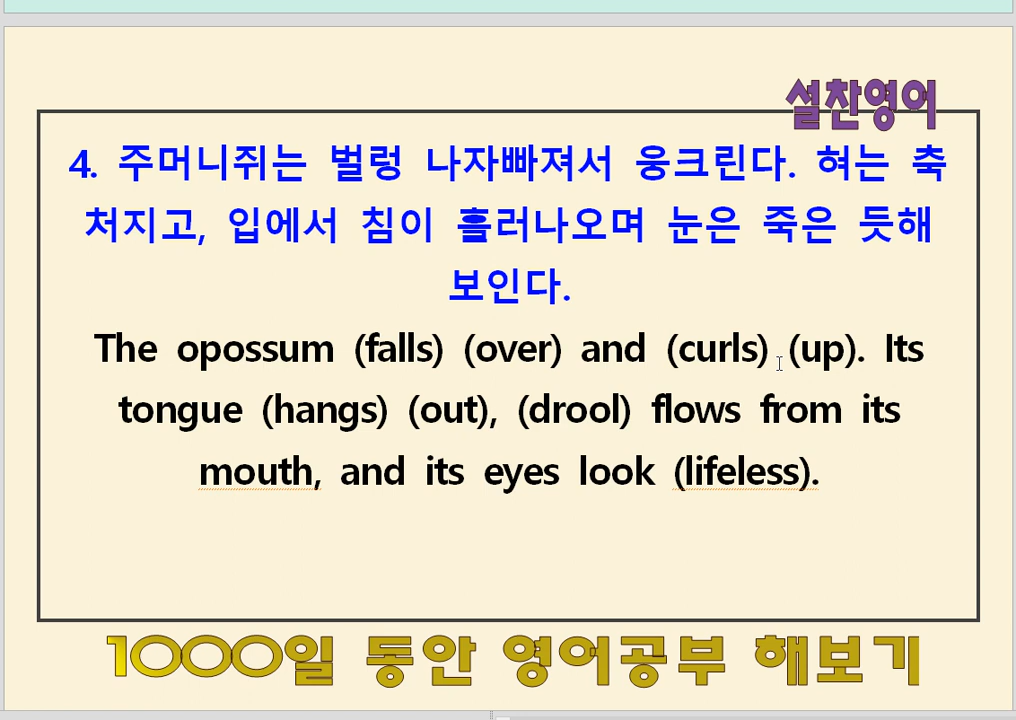 설찬영어
4. 주머니쥐는 벌렁 나자빠져서 웅크린다. 혀는 축
처지고, 입에서 침이 흘러나오며 눈은 죽은 듯해
보인다.
The opossum (falls) (over) and (curls) (up). Its
tongue (hangs) (out), (drool) flows from its
mouth, and its eyes look (lifeless).
1000일 동안 영어공부 해보기